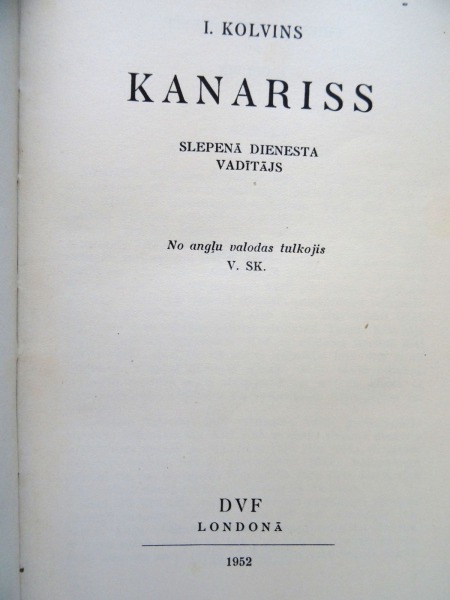 I. KOLVINS
KANARISS
SLEPENĀ DIENESTA
VADĪTĀJS
No angļu valodas tulkojis
V. SK.
DVF
LONDONĀ
1952